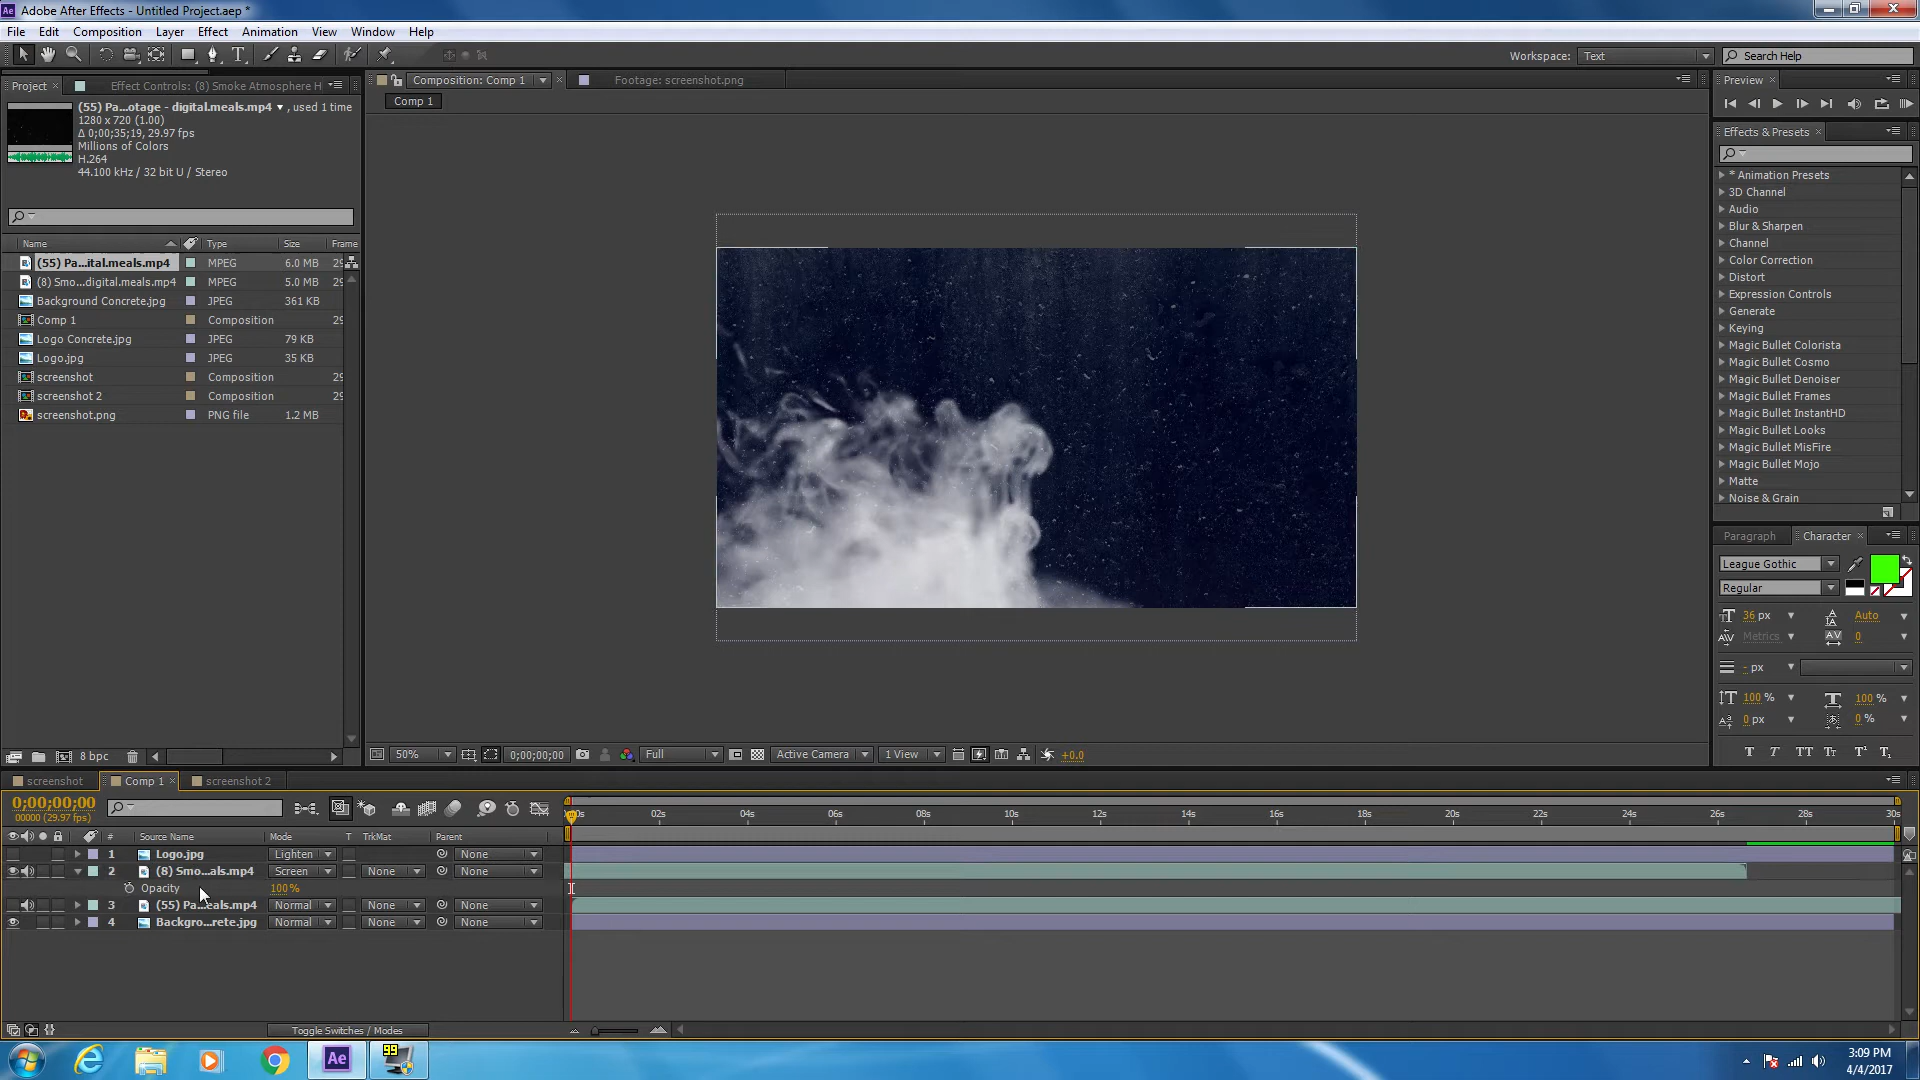 Adobe After Effects - Untitled Project.aep *
File Edit Composition Layer Effect Animation View Window Help
Workspace: Text Search Help
Project Effect Controls: (8) Smoke Atmosphere H
(55) Pa...otage - digital.meals.mp4 , used 1 time
1280 x 720 (1.00)
Δ 0;00;35;19, 29.97 fps
Millions of Colors
H.264
44.100 kHz / 32 bit U / Stereo
Name Type Size Frame
(55) Pa...ital.meals.mp4 MPEG 6.0 MB 29
(8) Smo...digital.meals.mp4 MPEG 5.0 MB 29
Background Concrete.jpg JPEG 361 KB
Comp 1 Composition 29
Logo Concrete.jpg JPEG 79 KB
Logo.jpg JPEG 35 KB
screenshot Composition 29
screenshot 2 Composition 29
screenshot.png PNG file 1.2 MB
8 bpc
Composition: Comp 1 Footage: screenshot.png
Comp 1
50% 0;00;00;00 Full Active Camera 1 View +0.0
Preview
Effects & Presets
* Animation Presets
3D Channel
Audio
Blur & Sharpen
Channel
Color Correction
Distort
Expression Controls
Generate
Keying
Magic Bullet Colorista
Magic Bullet Cosmo
Magic Bullet Denoiser
Magic Bullet Frames
Magic Bullet InstantHD
Magic Bullet Looks
Magic Bullet MisFire
Magic Bullet Mojo
Matte
Noise & Grain
Paragraph Character
League Gothic
Regular
36 px Auto
Metrics 0
- px
100 % 100 %
0 px 0 %
T T TT Tt T¹ T₁
screenshot Comp 1 screenshot 2
0;00;00;00
00000 (29.97 fps)
02s 04s 06s 08s 10s 12s 14s 16s 18s 20s 22s 24s 26s 28s 30s
# Source Name Mode T TrkMat Parent
1 Logo.jpg Lighten None
2 (8) Smo...als.mp4 Screen None None
Opacity 100%
3 (55) Pa...eals.mp4 Normal None None
4 Backgro...rete.jpg Normal None None
Toggle Switches / Modes
Ae
99
3:09 PM
4/4/2017